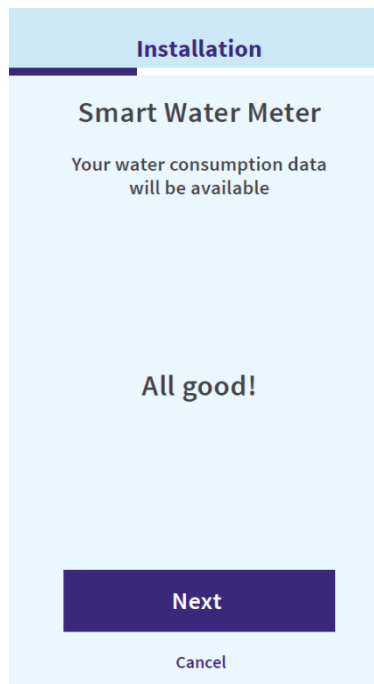 Installation
Smart Water Meter
Your water consumption data
will be available
All good!
Next
Cancel